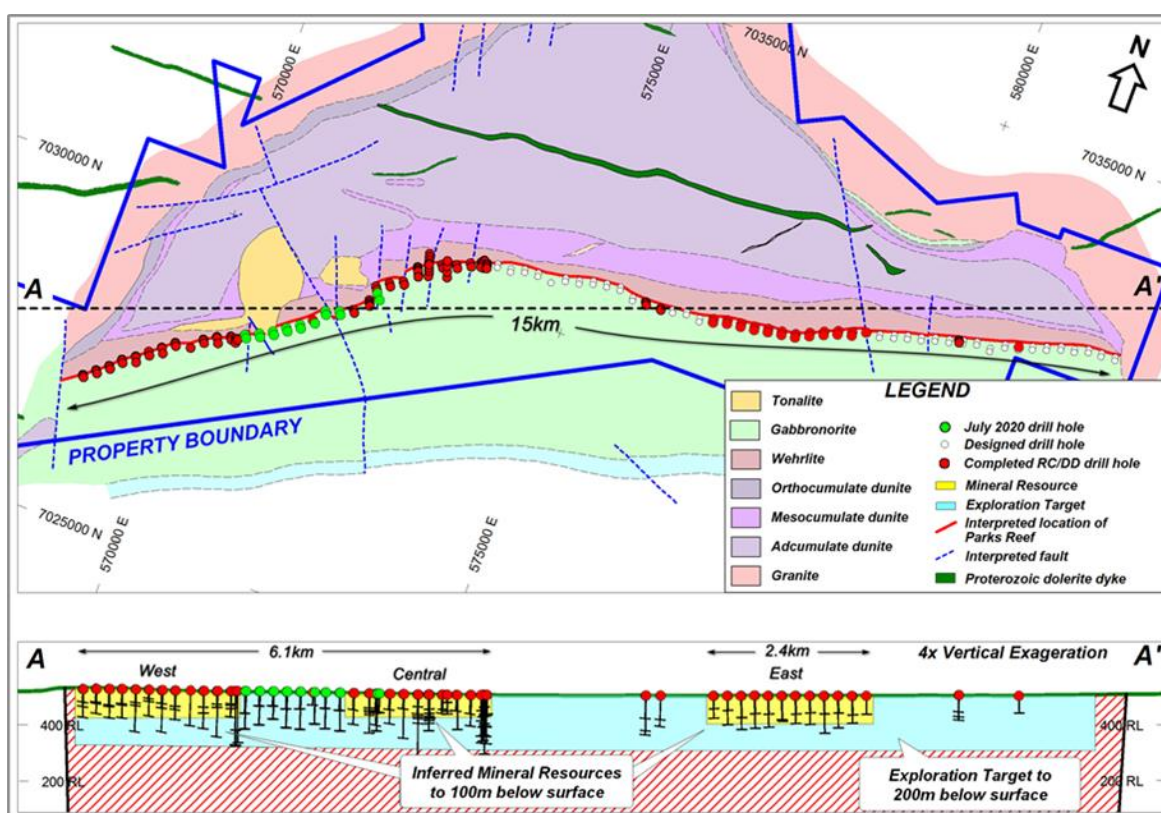 570000 E
575000 E
7035000 N
580000 E
N
7030000 N
7035000 N
A
A'
15km
PROPERTY BOUNDARY
7025000 N
570000 E
575000 E
LEGEND
Tonalite
Gabbronorite
Wehrlite
Orthocumulate dunite
Mesocumulate dunite
Adcumulate dunite
Granite
July 2020 drill hole
Designed drill hole
Completed RC/DD drill hole
Mineral Resource
Exploration Target
Interpreted location of
Parks Reef
Interpreted fault
Proterozoic dolerite dyke
A
6.1km
2.4km
4x Vertical Exageration
A'
West
Central
East
400 RL
400 RL
Inferred Mineral Resources
to 100m below surface
Exploration Target to
200m below surface
200 RL
200 RL